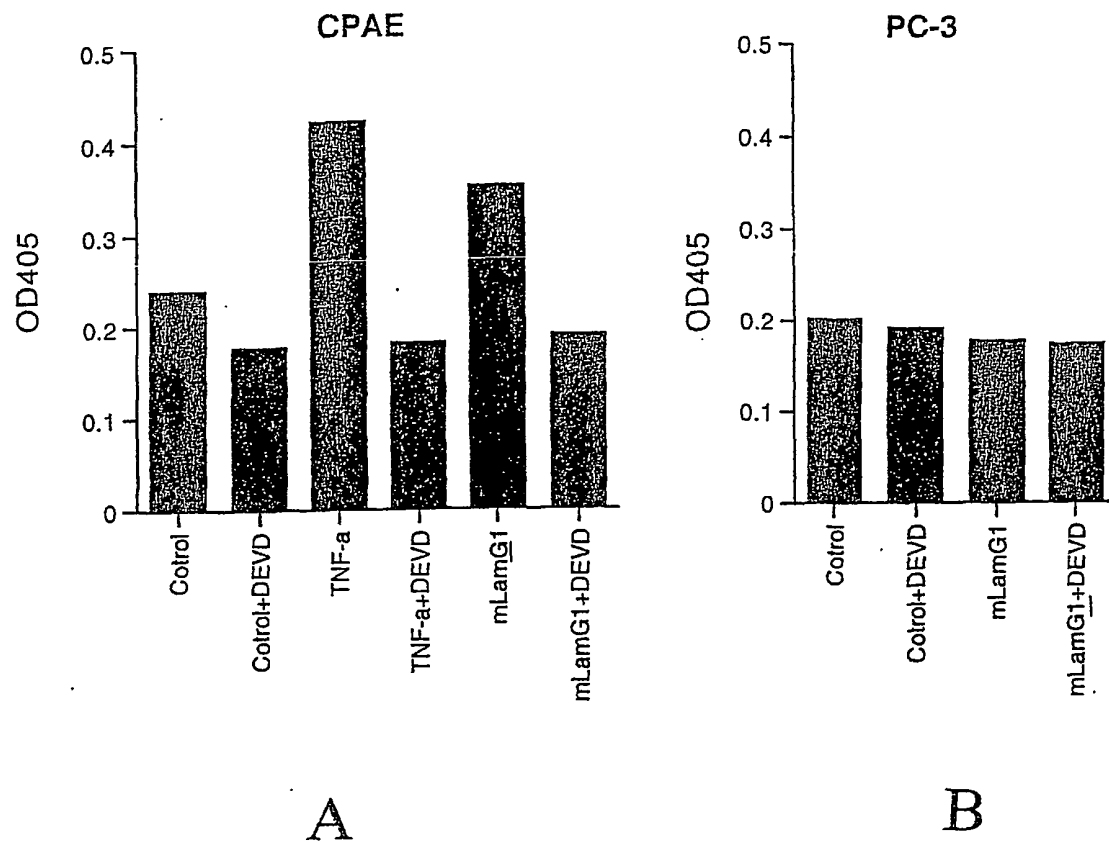 CPAE
0.5
0.4
0.3
0.2
0.1
0
OD405
Cotrol
Cotrol+DEVD
TNF-a
TNF-a+DEVD
mLamG1
mLamG1+DEVD
A
PC-3
0.5
0.4
0.3
0.2
0.1
0
OD405
Cotrol
Cotrol+DEVD
mLamG1
mLamG1+DEVD
B